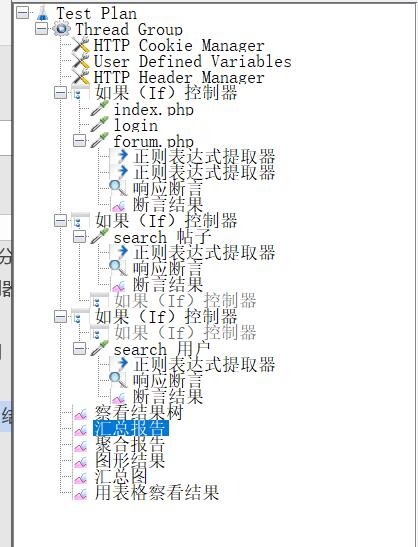 Test Plan
Thread Group
HTTP Cookie Manager
User Defined Variables
HTTP Header Manager
如果（If）控制器
index.php
login
forum.php
正则表达式提取器
正则表达式提取器
响应断言
断言结果
如果（If）控制器
search 帖子
正则表达式提取器
响应断言
断言结果
如果（If）控制器
如果（If）控制器
如果（If）控制器
search 用户
正则表达式提取器
响应断言
断言结果
察看结果树
汇总报告
聚合报告
图形结果
汇总图
用表格察看结果